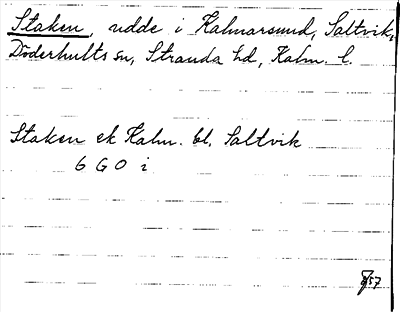 Staken, udde i Kalmarsund, Saltvik,
Döderhults sn, Stranda hd, Kalm. l.
Staken ek Kalm. bl. Saltvik
6 G O i